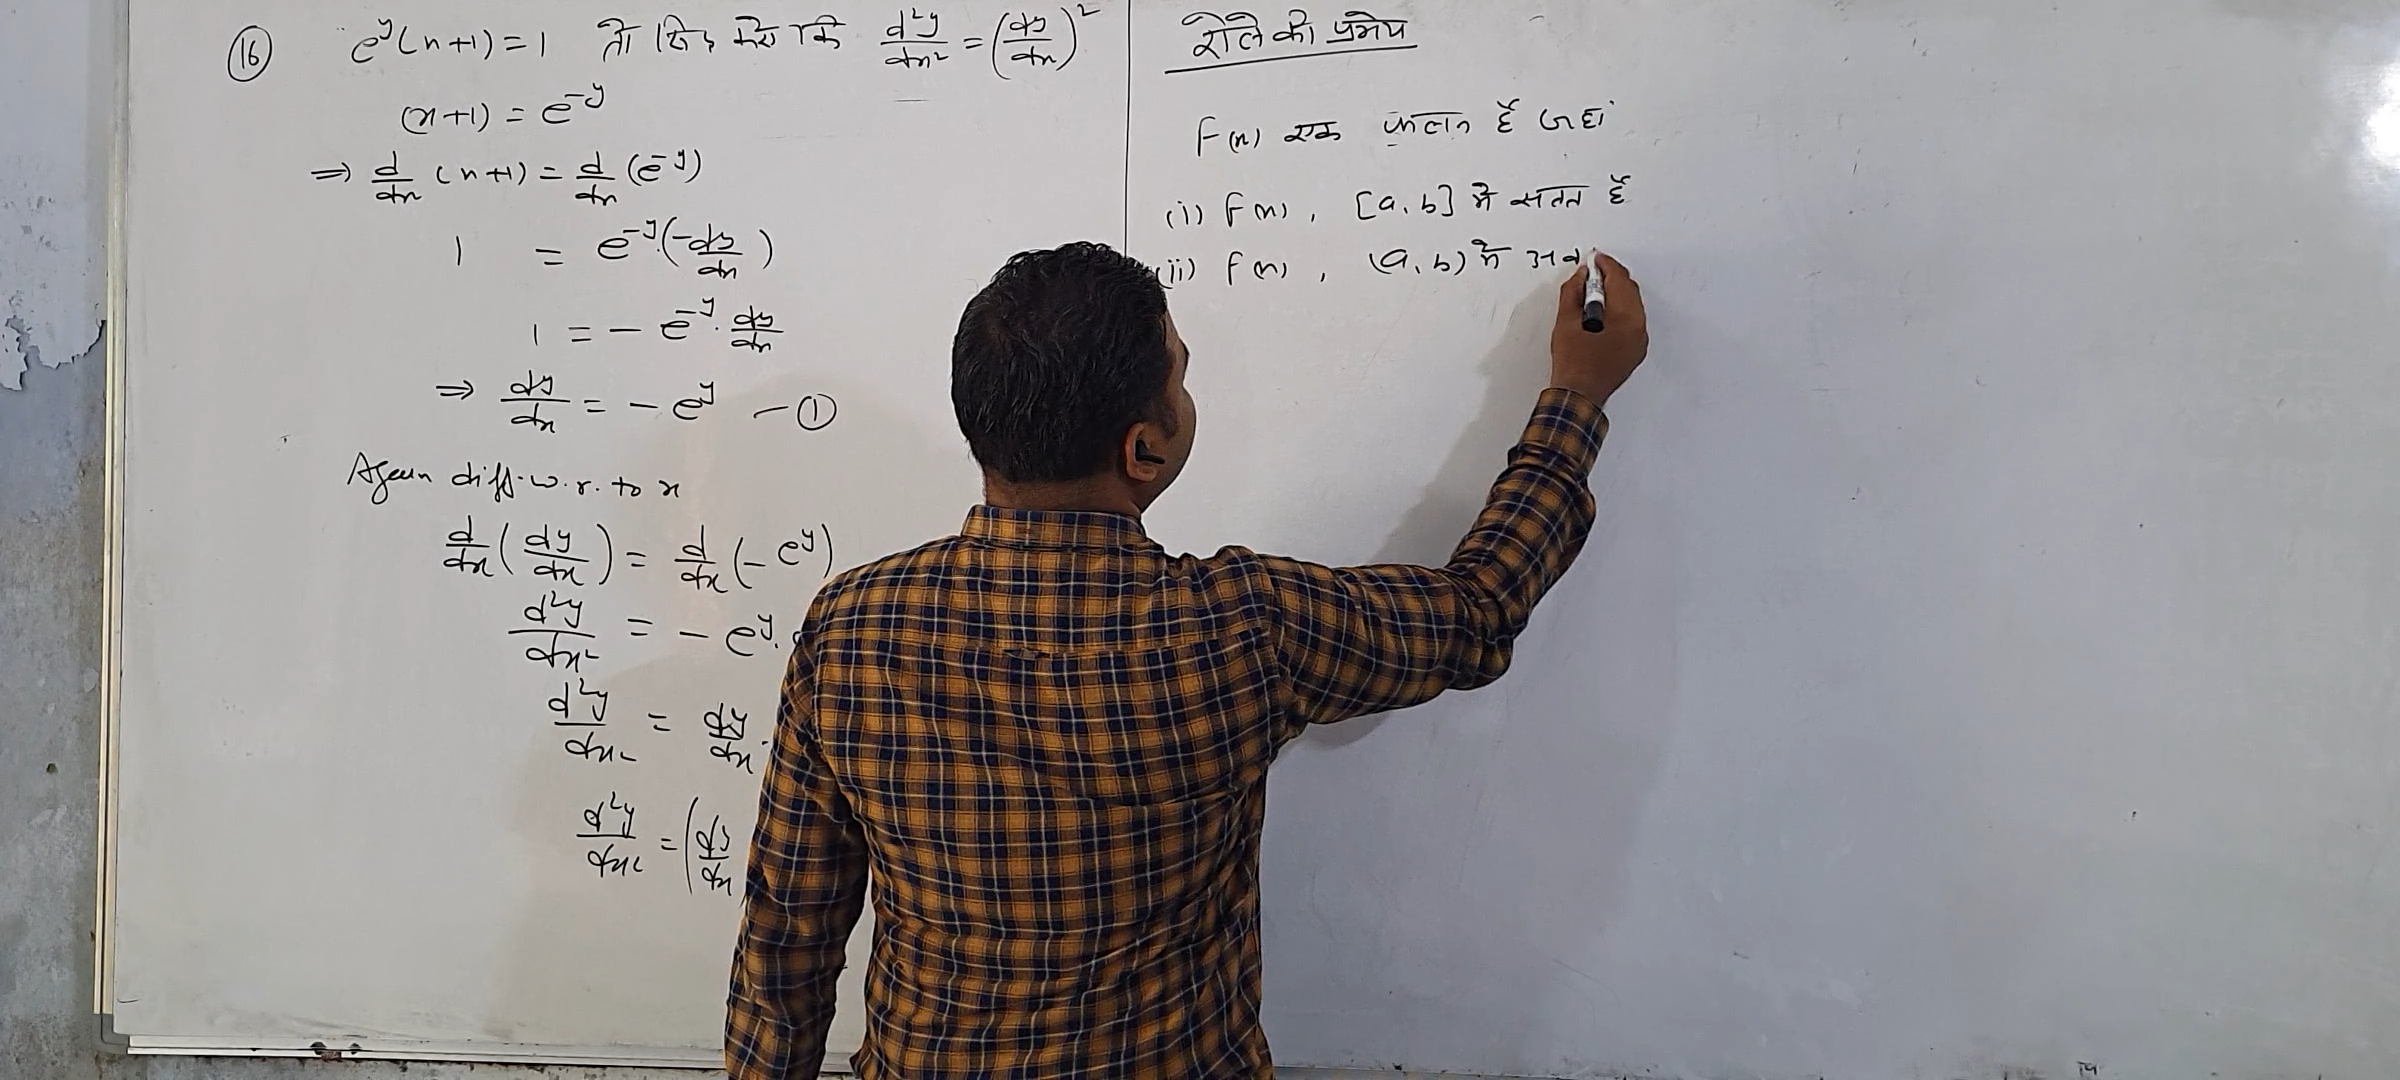 (16) e^y(x+1) = 1 तो सिद्ध करो कि d²y/dx² = (dy/dx)²
(x+1) = e^-y
⇒ d/dx (x+1) = d/dx (e^-y)
1 = e^-y.(-dy/dx)
1 = - e^-y. dy/dx
⇒ dy/dx = - e^y - ①
Again diff. w. r. to x
d/dx (dy/dx) = d/dx (- e^y)
d²y/dx² = - e^y.
d²y/dx² = dy/dx.
d²y/dx² = (dy/dx
रोले की प्रमेय
F(x) एक फलन है जहां
(i) F(x), [a, b] में सतत है
(ii) F(x), (a, b) में अव